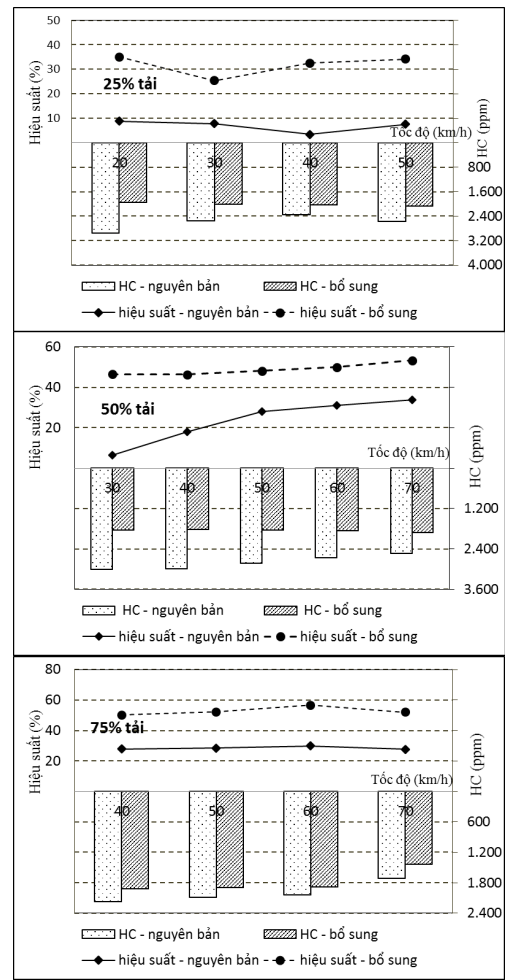 50
40
30
20
10
Hiệu suất (%)
25% tải
Tốc độ (km/h)
HC (ppm)
20 30 40 50
800
1.600
2.400
3.200
4.000
HC - nguyên bản HC - bổ sung
hiệu suất - nguyên bản hiệu suất - bổ sung
60
40
20
Hiệu suất (%)
50% tải
Tốc độ (km/h)
HC (ppm)
30 40 50 60 70
1.200
2.400
3.600
HC - nguyên bản HC - bổ sung
hiệu suất - nguyên bản hiệu suất - bổ sung
80
60
40
20
Hiệu suất (%)
75% tải
Tốc độ (km/h)
HC (ppm)
40 50 60 70
600
1.200
1.800
2.400
HC - nguyên bản HC - bổ sung
hiệu suất - nguyên bản hiệu suất - bổ sung